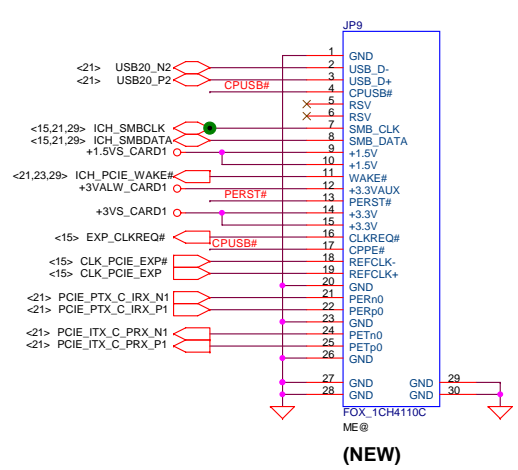 JP9
1 GND
<21> USB20_N2 2 USB_D-
<21> USB20_P2 3 USB_D+
CPUSB# 4 CPUSB#
5 RSV
6 RSV
<15,21,29> ICH_SMBCLK 7 SMB_CLK
<15,21,29> ICH_SMBDATA 8 SMB_DATA
+1.5VS_CARD1 9 +1.5V
10 +1.5V
<21,23,29> ICH_PCIE_WAKE# 11 WAKE#
+3VALW_CARD1 12 +3.3VAUX
PERST# 13 PERST#
+3VS_CARD1 14 +3.3V
15 +3.3V
<15> EXP_CLKREQ# 16 CLKREQ#
CPUSB# 17 CPPE#
<15> CLK_PCIE_EXP# 18 REFCLK-
<15> CLK_PCIE_EXP 19 REFCLK+
20 GND
<21> PCIE_PTX_C_IRX_N1 21 PERn0
<21> PCIE_PTX_C_IRX_P1 22 PERp0
23 GND
<21> PCIE_ITX_C_PRX_N1 24 PETn0
<21> PCIE_ITX_C_PRX_P1 25 PETp0
26 GND
27 GND GND 29
28 GND GND 30
FOX_1CH4110C
ME@
(NEW)